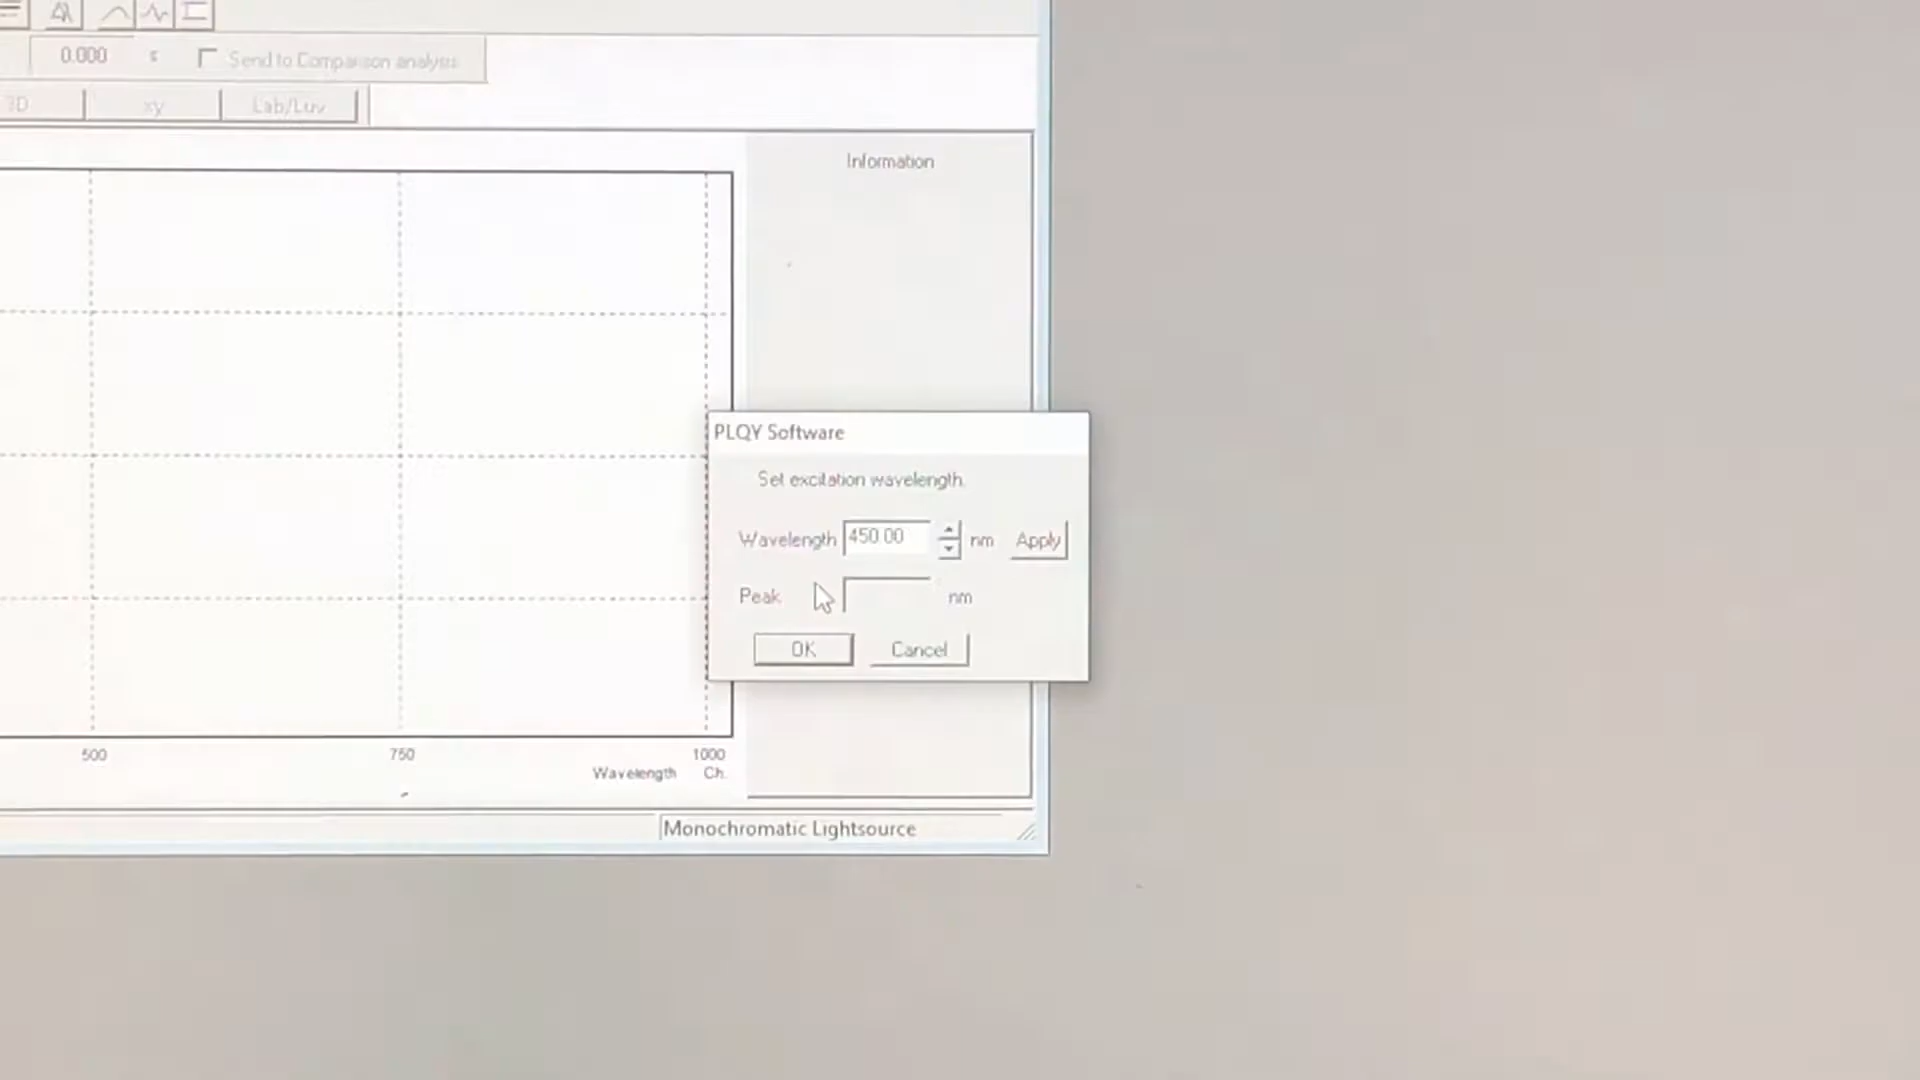 0.000 s Send to Comparison analysis
3D xy Lab/Luv
Information
PLQY Software
Set excitation wavelength.
Wavelength 450.00 nm Apply
Peak nm
OK Cancel
500 750 1000
Wavelength Ch.
Monochromatic Lightsource